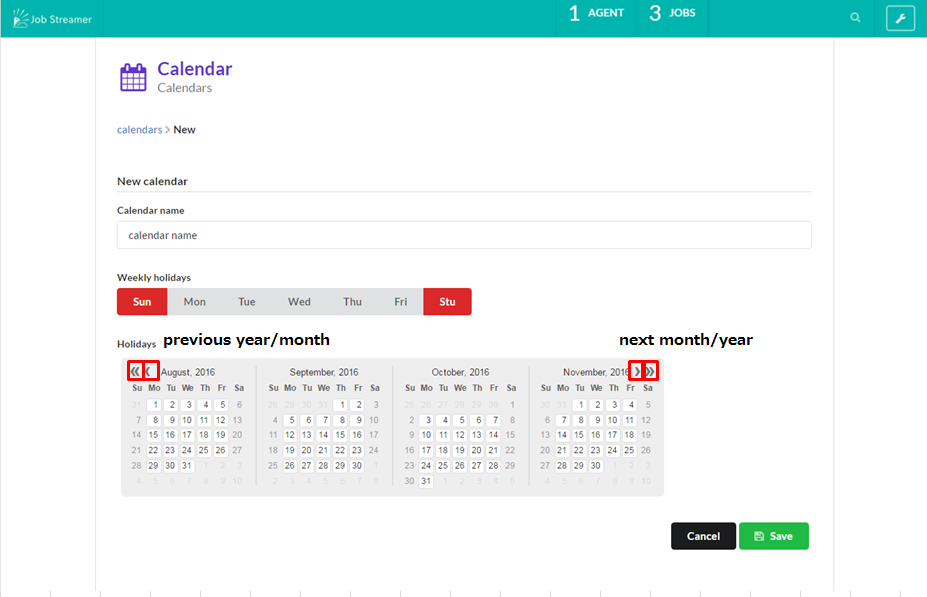 Job Streamer 1 AGENT 3 JOBS
Calendar
Calendars
calendars > New
New calendar
Calendar name
calendar name
Weekly holidays
Sun Mon Tue Wed Thu Fri Stu
Holidays previous year/month next month/year
« ‹ August, 2016 September, 2016 October, 2016 November, 2016 › »
Su Mo Tu We Th Fr Sa Su Mo Tu We Th Fr Sa Su Mo Tu We Th Fr Sa Su Mo Tu We Th Fr Sa
31 1 2 3 4 5 6 28 29 30 31 1 2 3 25 26 27 28 29 30 1 30 31 1 2 3 4 5
7 8 9 10 11 12 13 4 5 6 7 8 9 10 2 3 4 5 6 7 8 6 7 8 9 10 11 12
14 15 16 17 18 19 20 11 12 13 14 15 16 17 9 10 11 12 13 14 15 13 14 15 16 17 18 19
21 22 23 24 25 26 27 18 19 20 21 22 23 24 16 17 18 19 20 21 22 20 21 22 23 24 25 26
28 29 30 31 1 2 3 25 26 27 28 29 30 1 23 24 25 26 27 28 29 27 28 29 30 1 2 3
4 5 6 7 8 9 10 2 3 4 5 6 7 8 30 31 1 2 3 4 5 4 5 6 7 8 9 10
Cancel Save